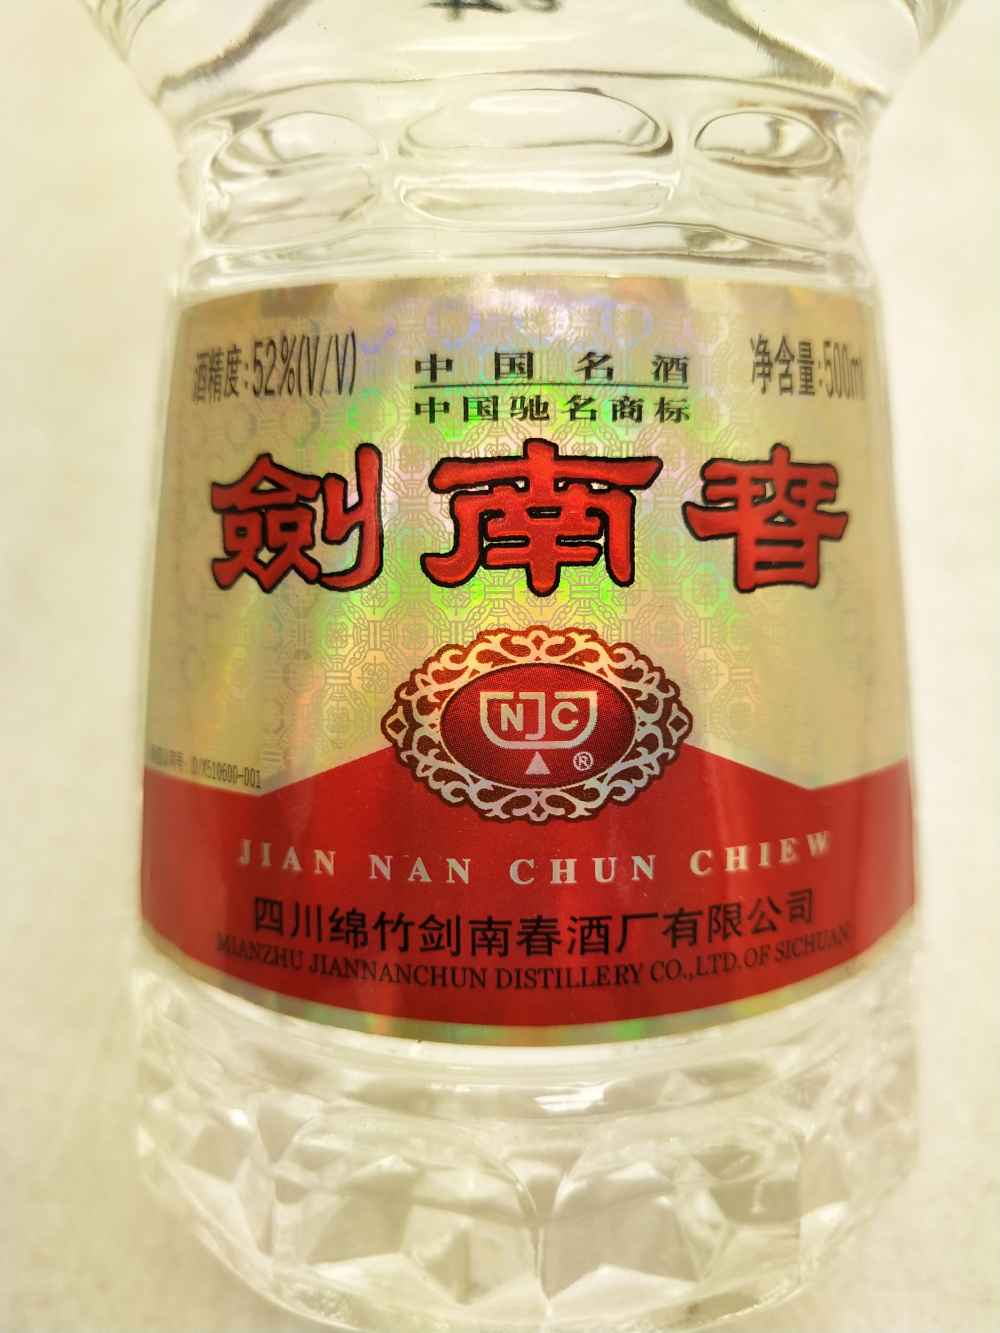 酒精度:52%(V/V)
中国名酒
中国驰名商标
净含量:500ml
劍南春
NJC
®
JIAN NAN CHUN CHIEW
四川绵竹剑南春酒厂有限公司
MIANZHU JIANNANCHUN DISTILLERY CO.,LTD.OF SICHUAN